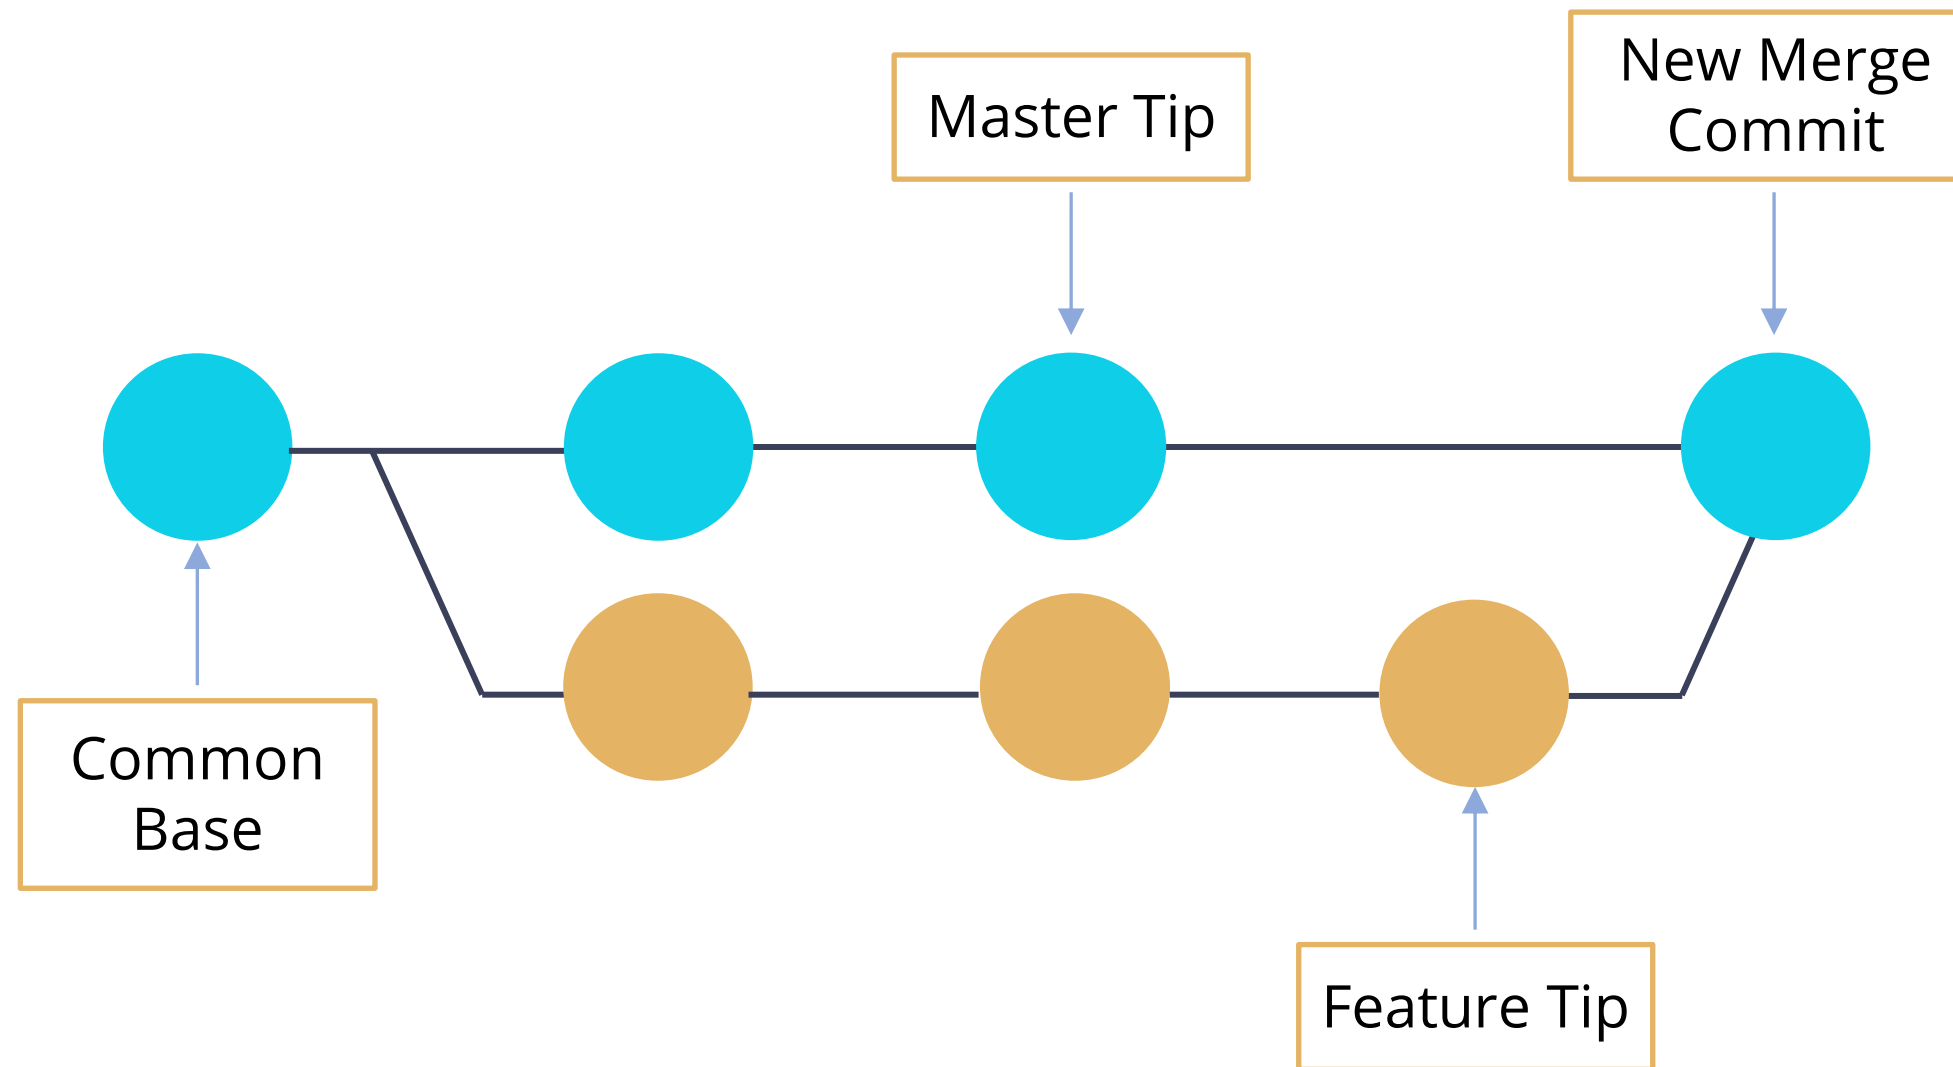 New Merge
Commit
Master Tip
Common
Base
Feature Tip